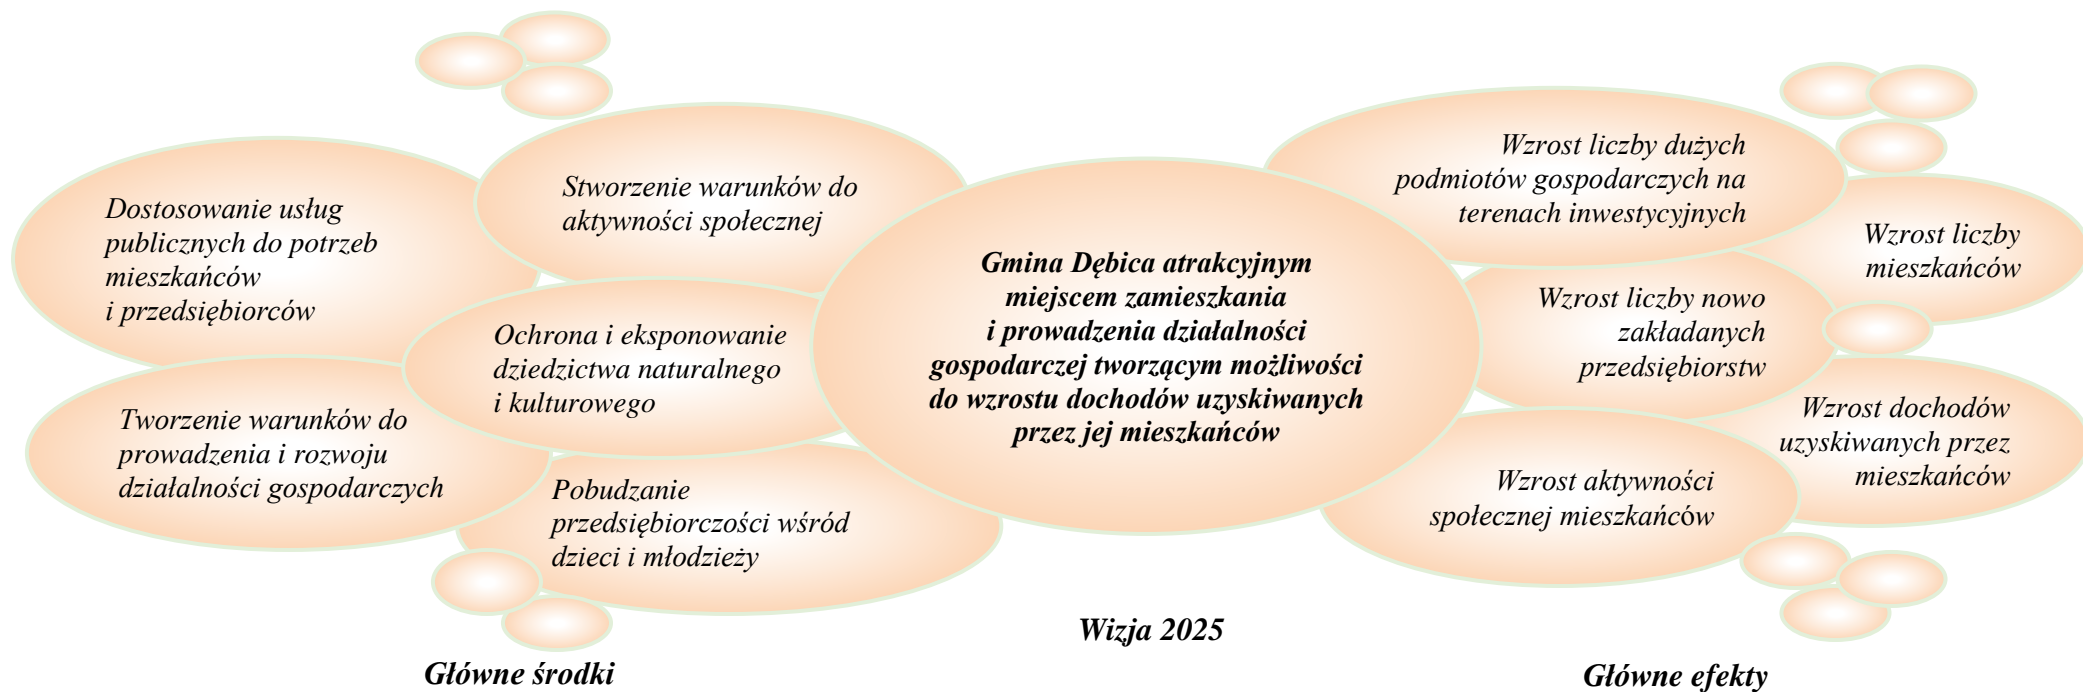 Dostosowanie usług
publicznych do potrzeb
mieszkańców
i przedsiębiorców
Stworzenie warunków do
aktywności społecznej
Ochrona i eksponowanie
dziedzictwa naturalnego
i kulturowego
Tworzenie warunków do
prowadzenia i rozwoju
działalności gospodarczych
Pobudzanie
przedsiębiorczości wśród
dzieci i młodzieży
Główne środki
Gmina Dębica atrakcyjnym
miejscem zamieszkania
i prowadzenia działalności
gospodarczej tworzącym możliwości
do wzrostu dochodów uzyskiwanych
przez jej mieszkańców
Wizja 2025
Wzrost liczby dużych
podmiotów gospodarczych na
terenach inwestycyjnych
Wzrost liczby
mieszkańców
Wzrost liczby nowo
zakładanych
przedsiębiorstw
Wzrost dochodów
uzyskiwanych przez
mieszkańców
Wzrost aktywności
społecznej mieszkańców
Główne efekty